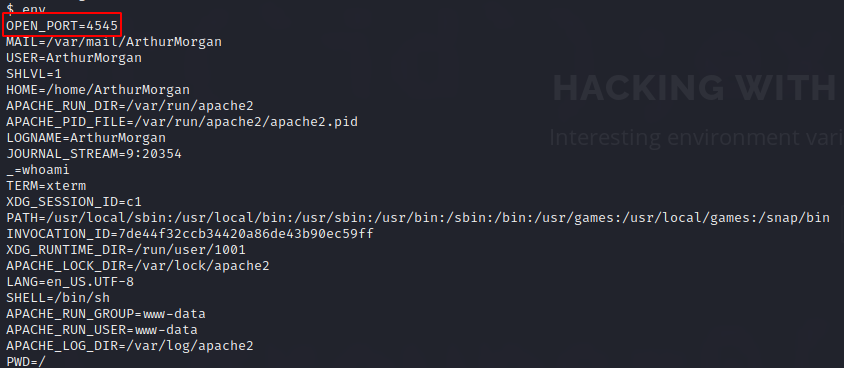 $ env
OPEN_PORT=4545
MAIL=/var/mail/ArthurMorgan
USER=ArthurMorgan
SHLVL=1
HOME=/home/ArthurMorgan
APACHE_RUN_DIR=/var/run/apache2
APACHE_PID_FILE=/var/run/apache2/apache2.pid
LOGNAME=ArthurMorgan
JOURNAL_STREAM=9:20354
_=whoami
TERM=xterm
XDG_SESSION_ID=c1
PATH=/usr/local/sbin:/usr/local/bin:/usr/sbin:/usr/bin:/sbin:/bin:/usr/games:/usr/local/games:/snap/bin
INVOCATION_ID=7de44f32ccb34420a86de43b90ec59ff
XDG_RUNTIME_DIR=/run/user/1001
APACHE_LOCK_DIR=/var/lock/apache2
LANG=en_US.UTF-8
SHELL=/bin/sh
APACHE_RUN_GROUP=www-data
APACHE_RUN_USER=www-data
APACHE_LOG_DIR=/var/log/apache2
PWD=/
HACKING WITH
Interesting environment vari